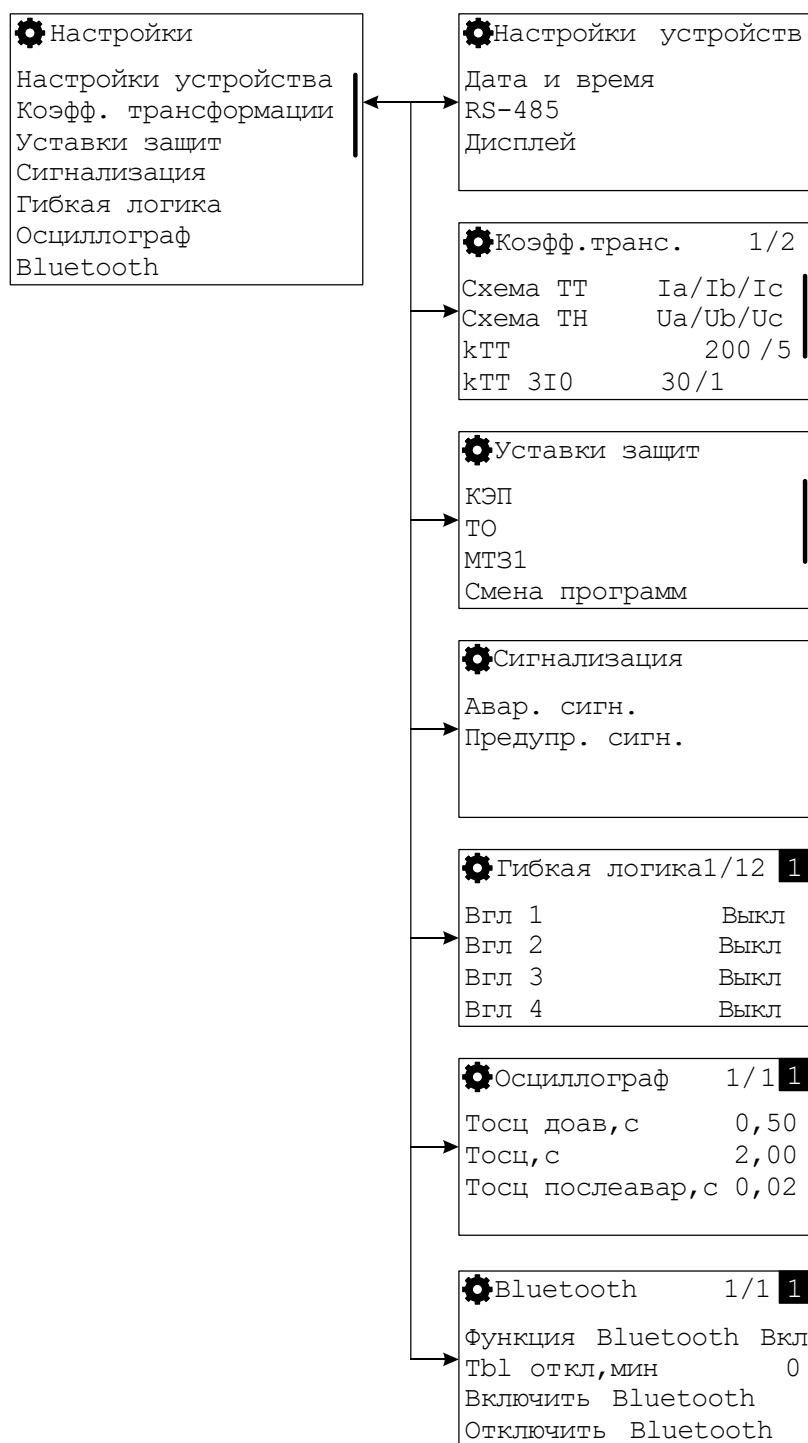 Настройки
Настройки устройства
Коэфф. трансформации
Уставки защит
Сигнализация
Гибкая логика
Осциллограф
Bluetooth
Настройки устройств
Дата и время
RS-485
Дисплей
Коэфф.транс. 1/2
Схема ТТ Ia/Ib/Ic
Схема ТН Ua/Ub/Uc
kТТ 200/5
kТТ 3I0 30/1
Уставки защит
КЭП
ТО
МТЗ1
Смена программ
Сигнализация
Авар. сигн.
Предупр. сигн.
Гибкая логика1/12 1
Вгл 1 Выкл
Вгл 2 Выкл
Вгл 3 Выкл
Вгл 4 Выкл
Осциллограф 1/1 1
Тосц доав,с 0,50
Тосц,с 2,00
Тосц послеавар,с 0,02
Bluetooth 1/1 1
Функция Bluetooth Вкл
Tbl откл,мин 0
Включить Bluetooth
Отключить Bluetooth